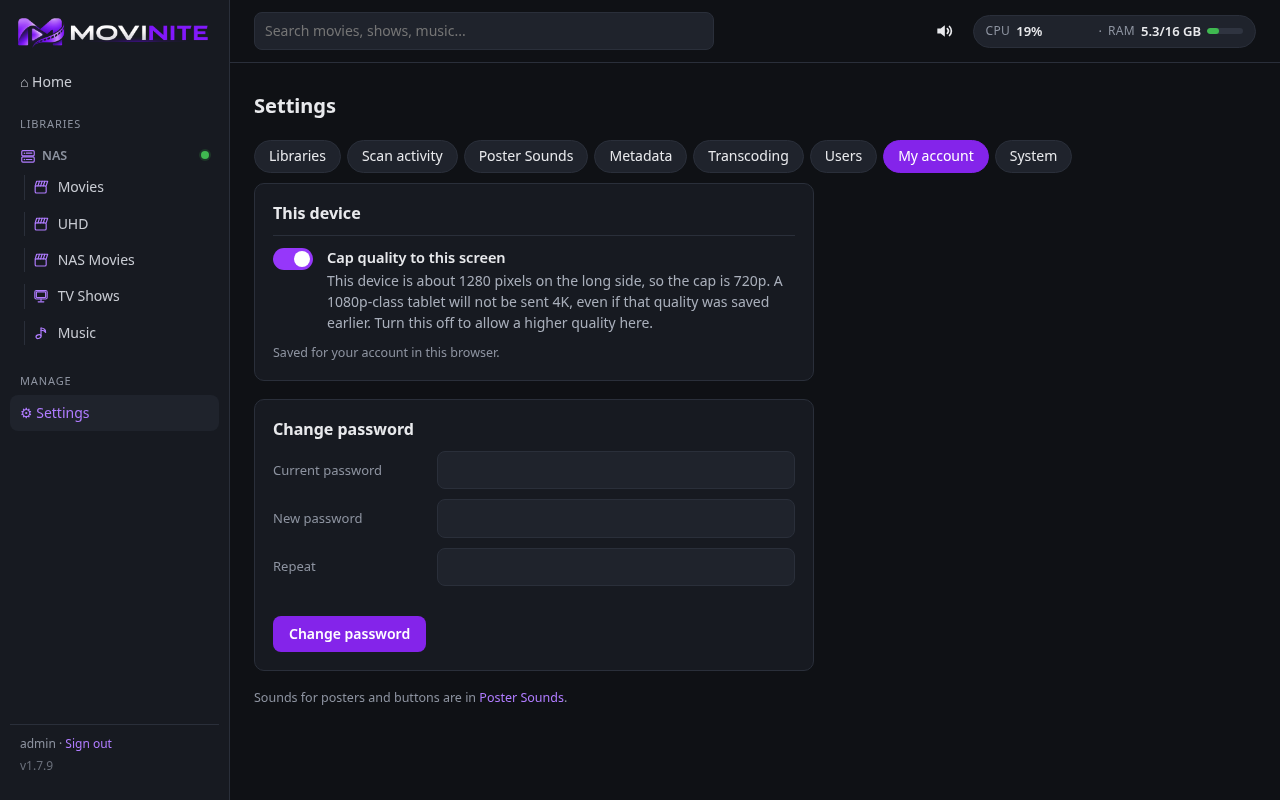 MOVINITE
Search movies, shows, music...
CPU 19% · RAM 5.3/16 GB
⌂ Home
LIBRARIES
NAS
Movies
UHD
NAS Movies
TV Shows
Music
MANAGE
⚙ Settings
Settings
Libraries
Scan activity
Poster Sounds
Metadata
Transcoding
Users
My account
System
This device
Cap quality to this screen
This device is about 1280 pixels on the long side, so the cap is 720p. A
1080p-class tablet will not be sent 4K, even if that quality was saved
earlier. Turn this off to allow a higher quality here.
Saved for your account in this browser.
Change password
Current password
New password
Repeat
Change password
Sounds for posters and buttons are in Poster Sounds.
admin · Sign out
v1.7.9